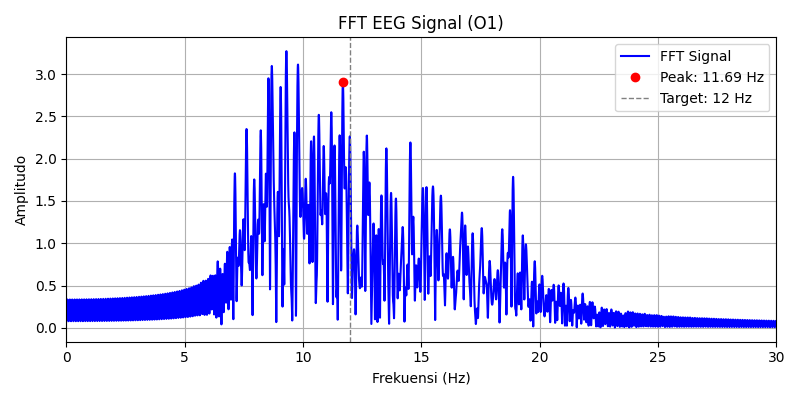 FFT EEG Signal (O1)
FFT Signal
Peak: 11.69 Hz
Target: 12 Hz
Amplitudo
3.0
2.5
2.0
1.5
1.0
0.5
0.0
0 5 10 15 20 25 30
Frekuensi (Hz)